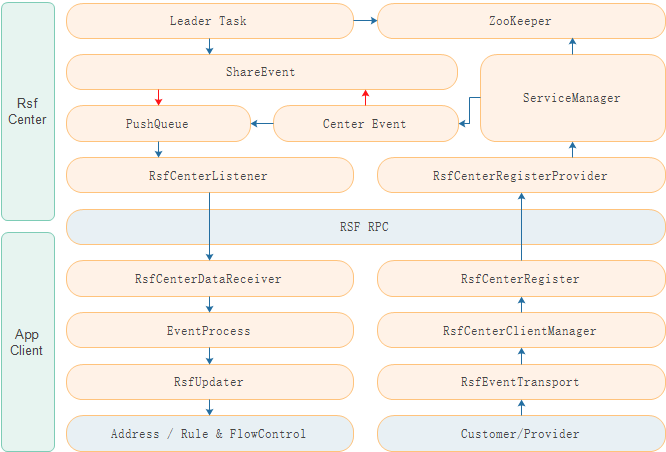 Rsf
Center
Leader Task
ZooKeeper
ShareEvent
ServiceManager
PushQueue
Center Event
RsfCenterListener
RsfCenterRegisterProvider
RSF RPC
App
Client
RsfCenterDataReceiver
RsfCenterRegister
EventProcess
RsfCenterClientManager
RsfUpdater
RsfEventTransport
Address / Rule & FlowControl
Customer/Provider